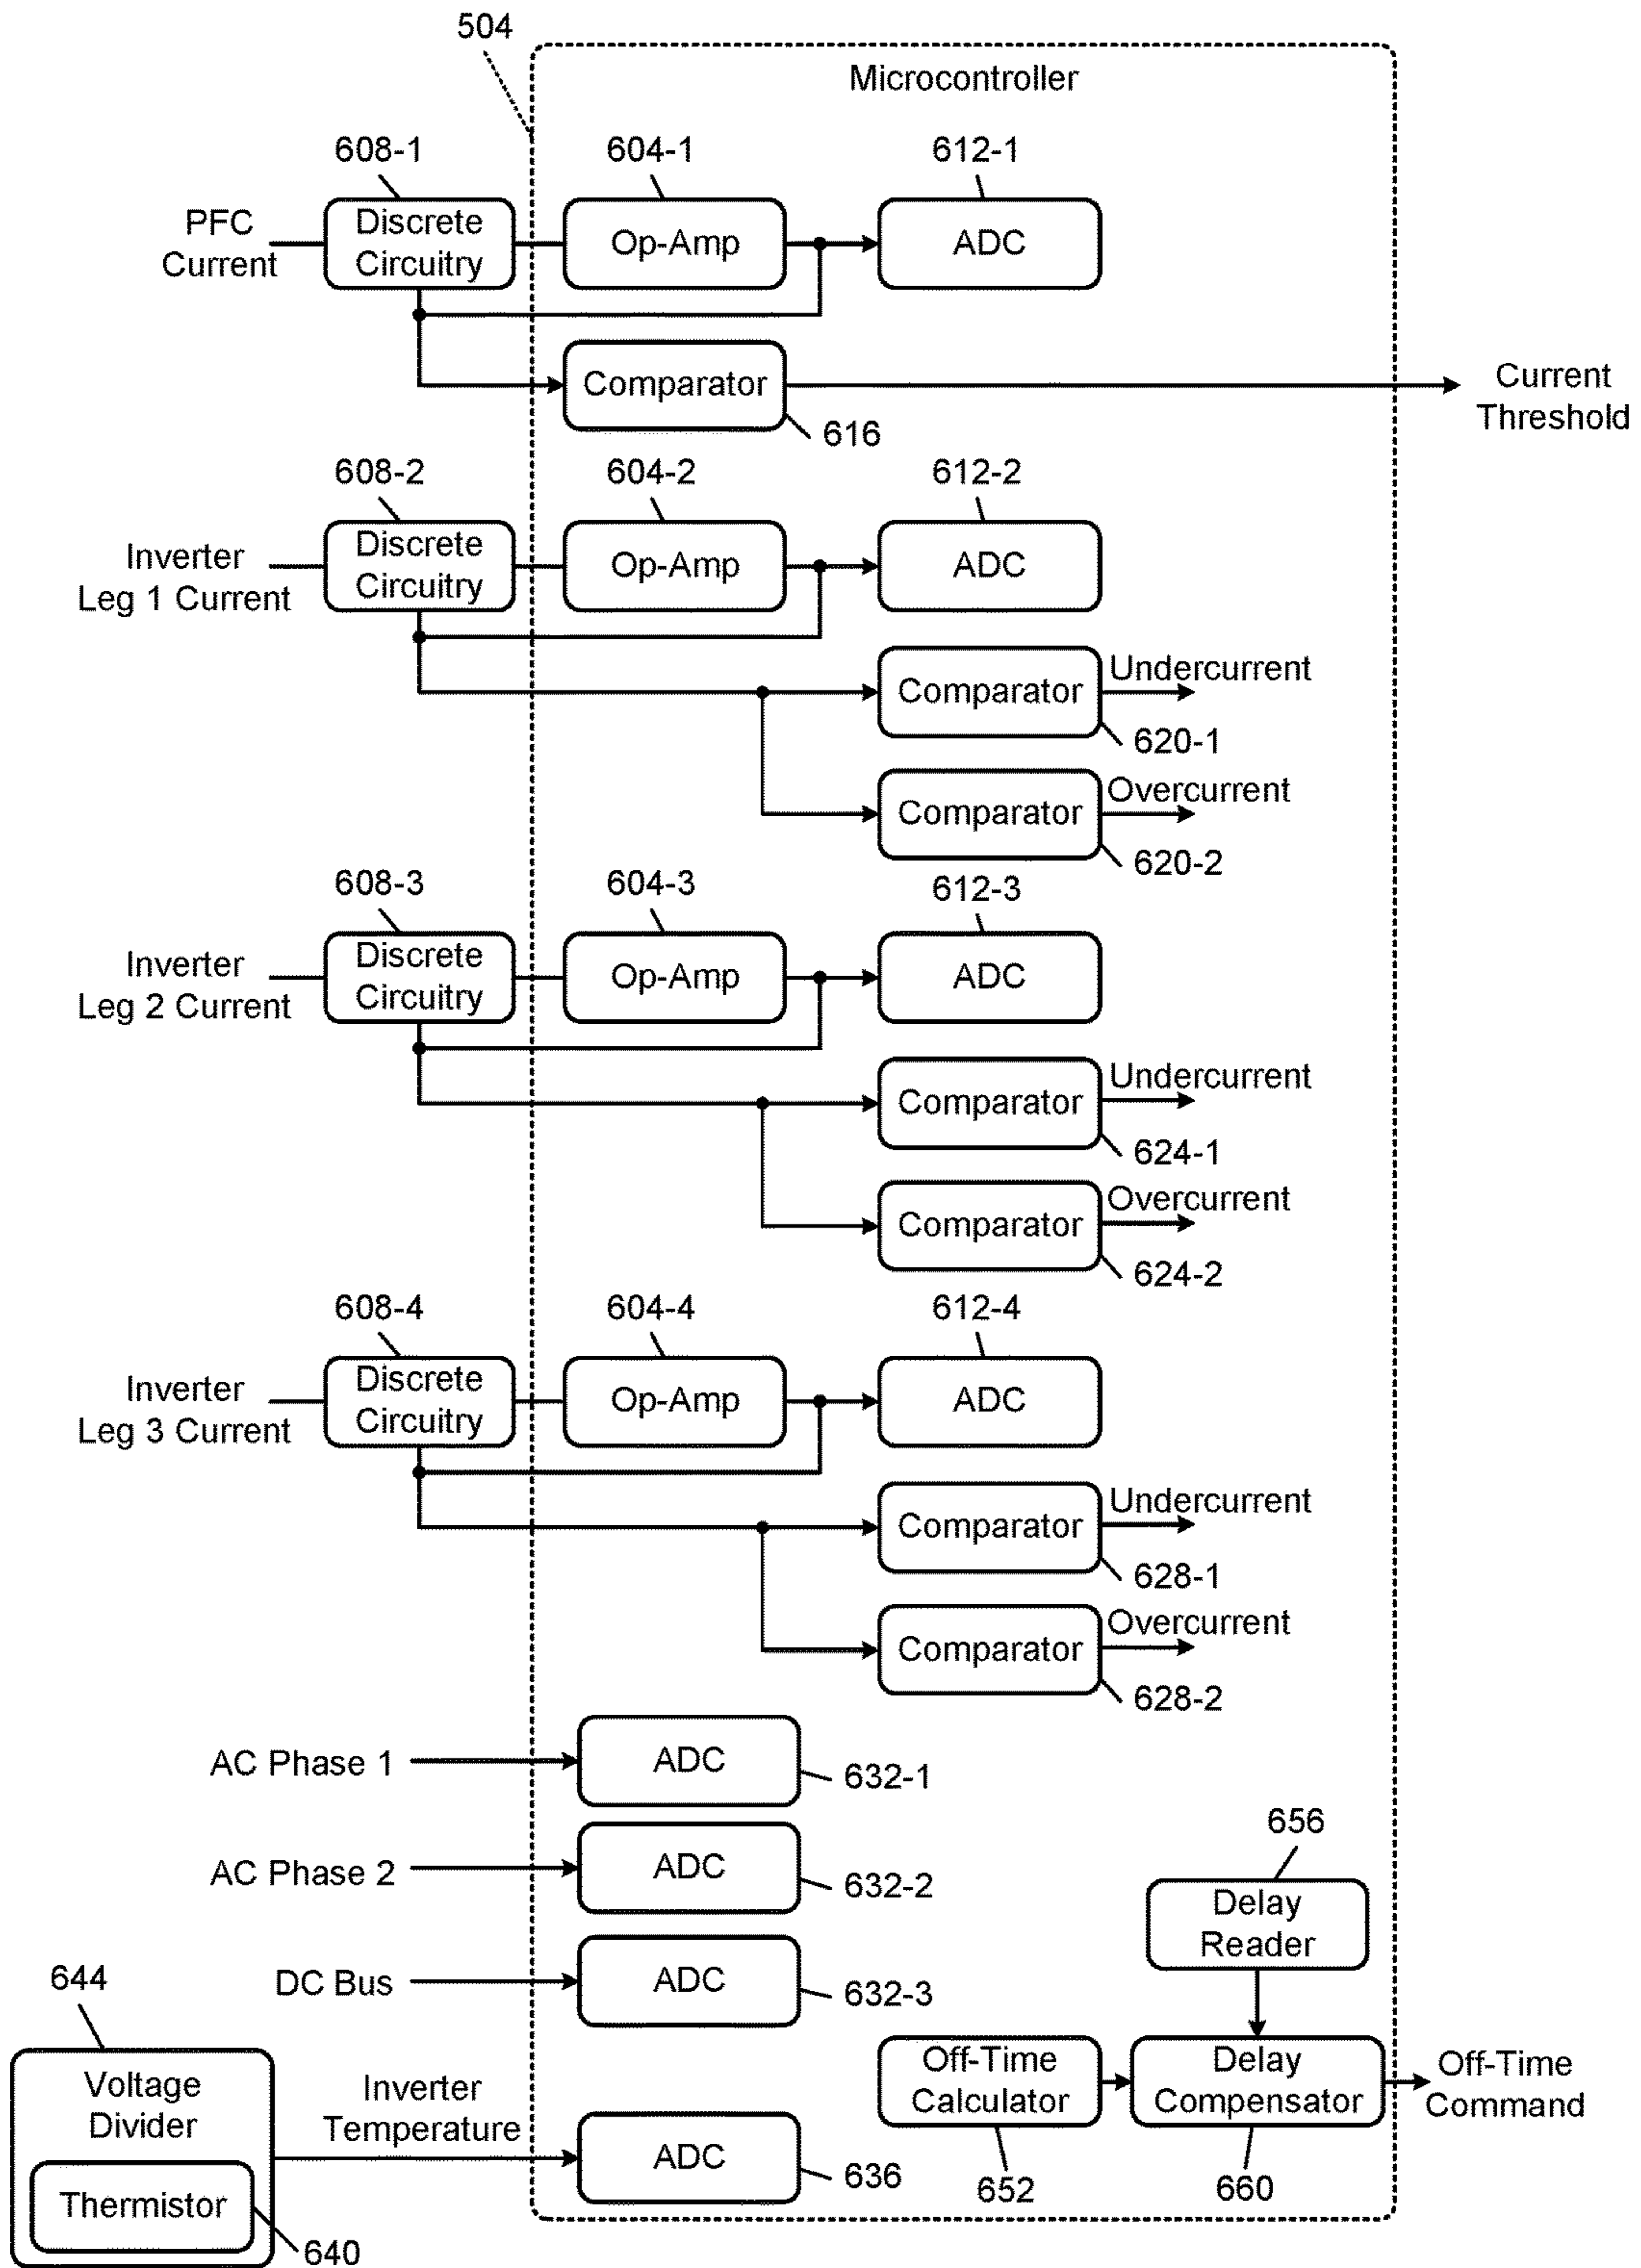 504
Microcontroller
608-1
604-1
612-1
PFC
Current
Discrete
Circuitry
Op-Amp
ADC
Comparator
616
Current
Threshold
608-2
604-2
612-2
Inverter
Leg 1 Current
Discrete
Circuitry
Op-Amp
ADC
Comparator
Undercurrent
620-1
Comparator
Overcurrent
620-2
608-3
604-3
612-3
Inverter
Leg 2 Current
Discrete
Circuitry
Op-Amp
ADC
Comparator
Undercurrent
624-1
Comparator
Overcurrent
624-2
608-4
604-4
612-4
Inverter
Leg 3 Current
Discrete
Circuitry
Op-Amp
ADC
Comparator
Undercurrent
628-1
Comparator
Overcurrent
628-2
AC Phase 1
ADC
632-1
AC Phase 2
ADC
632-2
DC Bus
ADC
632-3
656
Delay
Reader
644
Voltage
Divider
Thermistor
640
Inverter
Temperature
ADC
636
Off-Time
Calculator
652
Delay
Compensator
660
Off-Time
Command